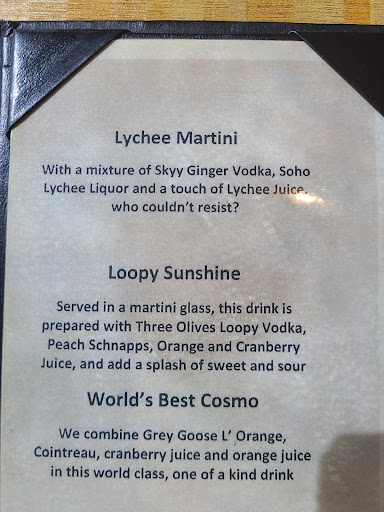 Lychee Martini
With a mixture of Skyy Ginger Vodka, Soho
Lychee Liquor and a touch of Lychee Juice,
who couldn't resist?
Loopy Sunshine
Served in a martini glass, this drink is
prepared with Three Olives Loopy Vodka,
Peach Schnapps, Orange and Cranberry
Juice, and add a splash of sweet and sour
World's Best Cosmo
We combine Grey Goose L' Orange,
Cointreau, cranberry juice and orange juice
in this world class, one of a kind drink